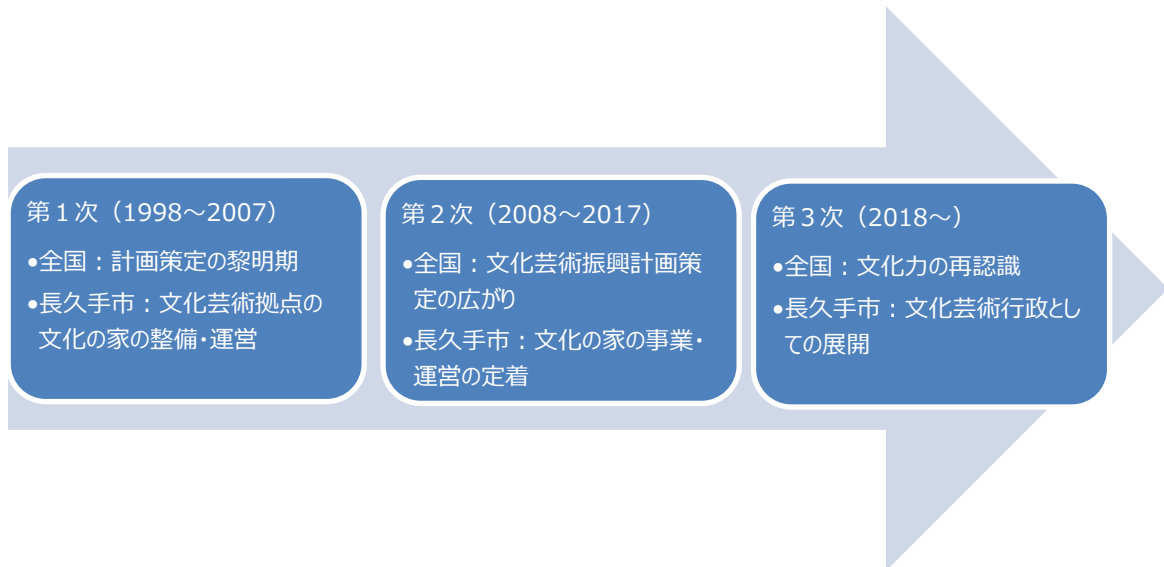 第１次（1998～2007）
•全国：計画策定の黎明期
•長久手市：文化芸術拠点の
文化の家の整備・運営
第２次（2008～2017）
•全国：文化芸術振興計画策
定の広がり
•長久手市：文化の家の事業・
運営の定着
第３次（2018～）
•全国：文化力の再認識
•長久手市：文化芸術行政とし
ての展開